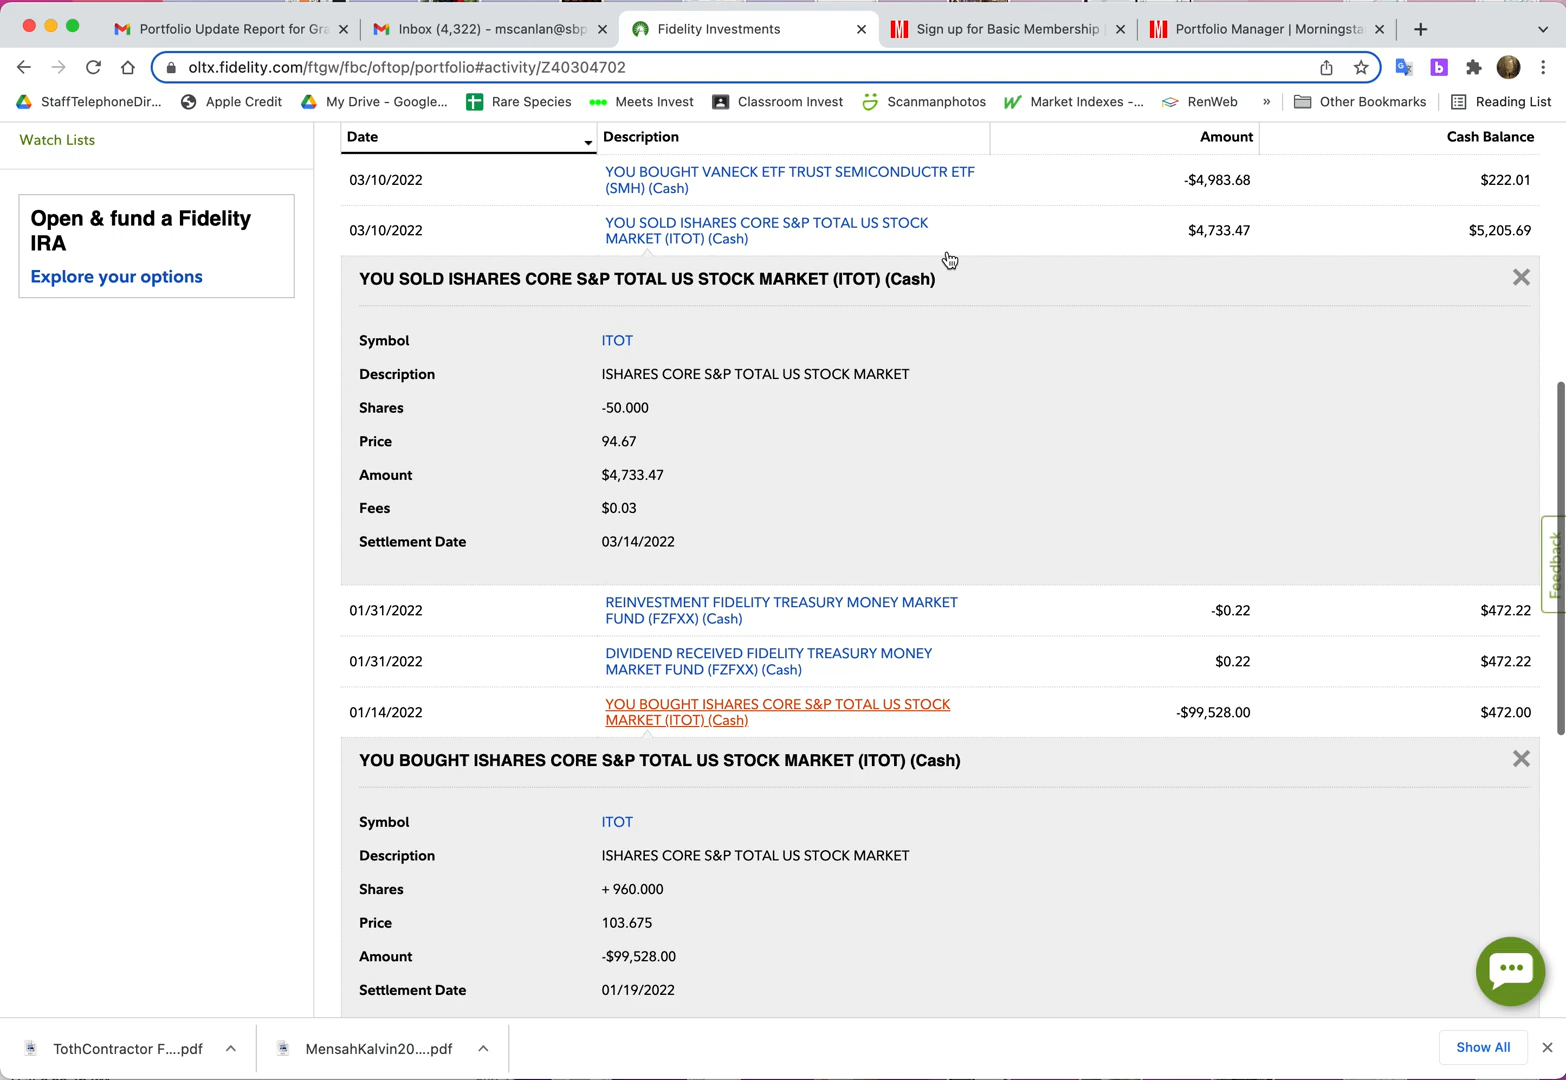 Portfolio Update Report for Gra
Inbox (4,322) - mscanlan@sbp
Fidelity Investments
Sign up for Basic Membership
Portfolio Manager | Morningsta
oltx.fidelity.com/ftgw/fbc/oftop/portfolio#activity/Z40304702
StaffTelephoneDir...
Apple Credit
My Drive - Google...
Rare Species
Meets Invest
Classroom Invest
Scanmanphotos
Market Indexes -...
RenWeb
»
Other Bookmarks
Reading List
Watch Lists
Open & fund a Fidelity
IRA
Explore your options
Date Description Amount Cash Balance
03/10/2022 YOU BOUGHT VANECK ETF TRUST SEMICONDUCTR ETF -$4,983.68 $222.01
(SMH) (Cash)
03/10/2022 YOU SOLD ISHARES CORE S&P TOTAL US STOCK $4,733.47 $5,205.69
MARKET (ITOT) (Cash)
YOU SOLD ISHARES CORE S&P TOTAL US STOCK MARKET (ITOT) (Cash)
Symbol ITOT
Description ISHARES CORE S&P TOTAL US STOCK MARKET
Shares -50.000
Price 94.67
Amount $4,733.47
Fees $0.03
Settlement Date 03/14/2022
01/31/2022 REINVESTMENT FIDELITY TREASURY MONEY MARKET -$0.22 $472.22
FUND (FZFXX) (Cash)
01/31/2022 DIVIDEND RECEIVED FIDELITY TREASURY MONEY $0.22 $472.22
MARKET FUND (FZFXX) (Cash)
01/14/2022 YOU BOUGHT ISHARES CORE S&P TOTAL US STOCK -$99,528.00 $472.00
MARKET (ITOT) (Cash)
YOU BOUGHT ISHARES CORE S&P TOTAL US STOCK MARKET (ITOT) (Cash)
Symbol ITOT
Description ISHARES CORE S&P TOTAL US STOCK MARKET
Shares + 960.000
Price 103.675
Amount -$99,528.00
Settlement Date 01/19/2022
Feedback
TothContractor F....pdf
MensahKalvin20....pdf
Show All